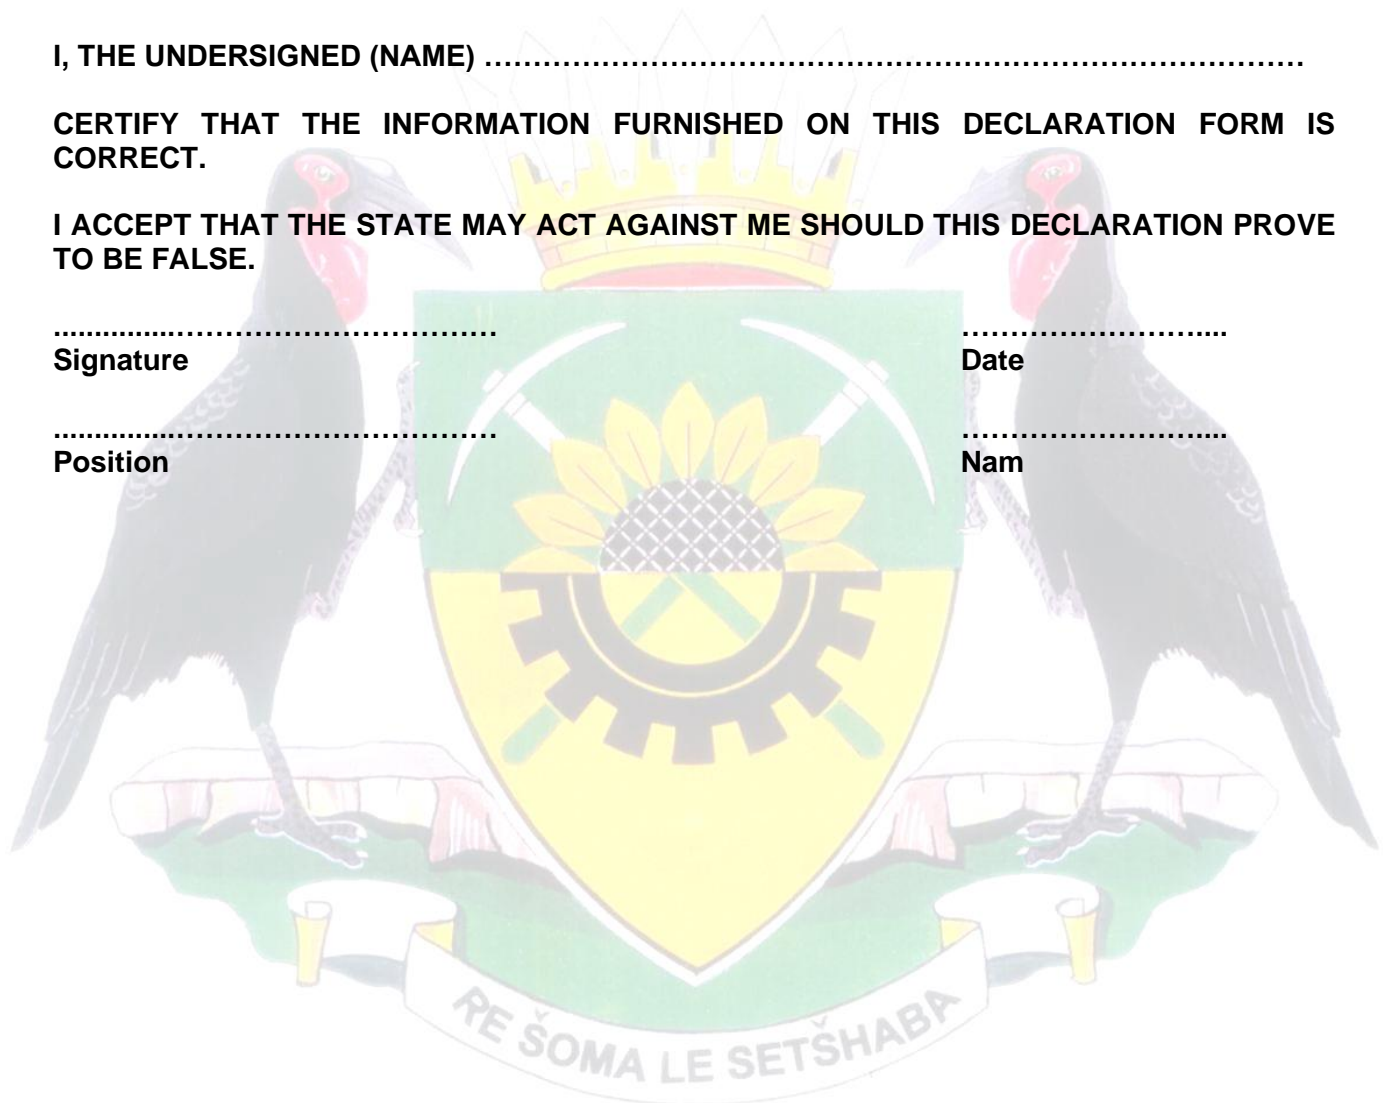 I, THE UNDERSIGNED (NAME) ………………………………………………………………………
CERTIFY THAT THE INFORMATION FURNISHED ON THIS DECLARATION FORM IS
CORRECT.
I ACCEPT THAT THE STATE MAY ACT AGAINST ME SHOULD THIS DECLARATION PROVE
TO BE FALSE.
...............…………………………… ……………………....
Signature Date
...............…………………………… ……………………....
Position Nam
RE ŠOMA LE SETŠHABA